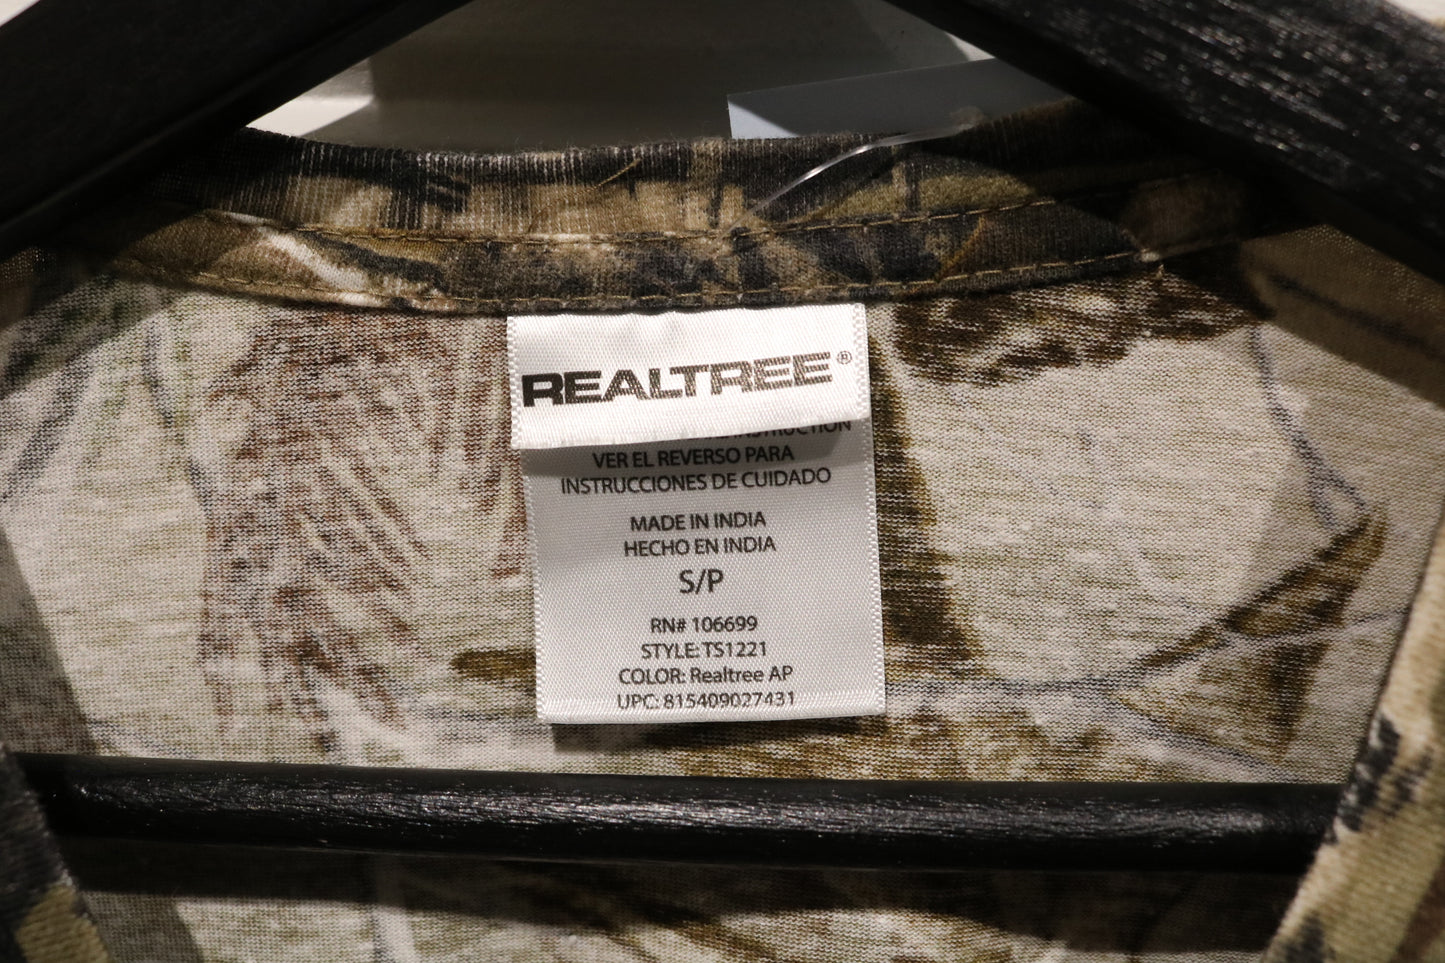 REALTREE®
INSTRUCTION
VER EL REVERSO PARA
INSTRUCCIONES DE CUIDADO
MADE IN INDIA
HECHO EN INDIA
S/P
RN# 106699
STYLE: TS1221
COLOR: Realtree AP
UPC: 815409027431